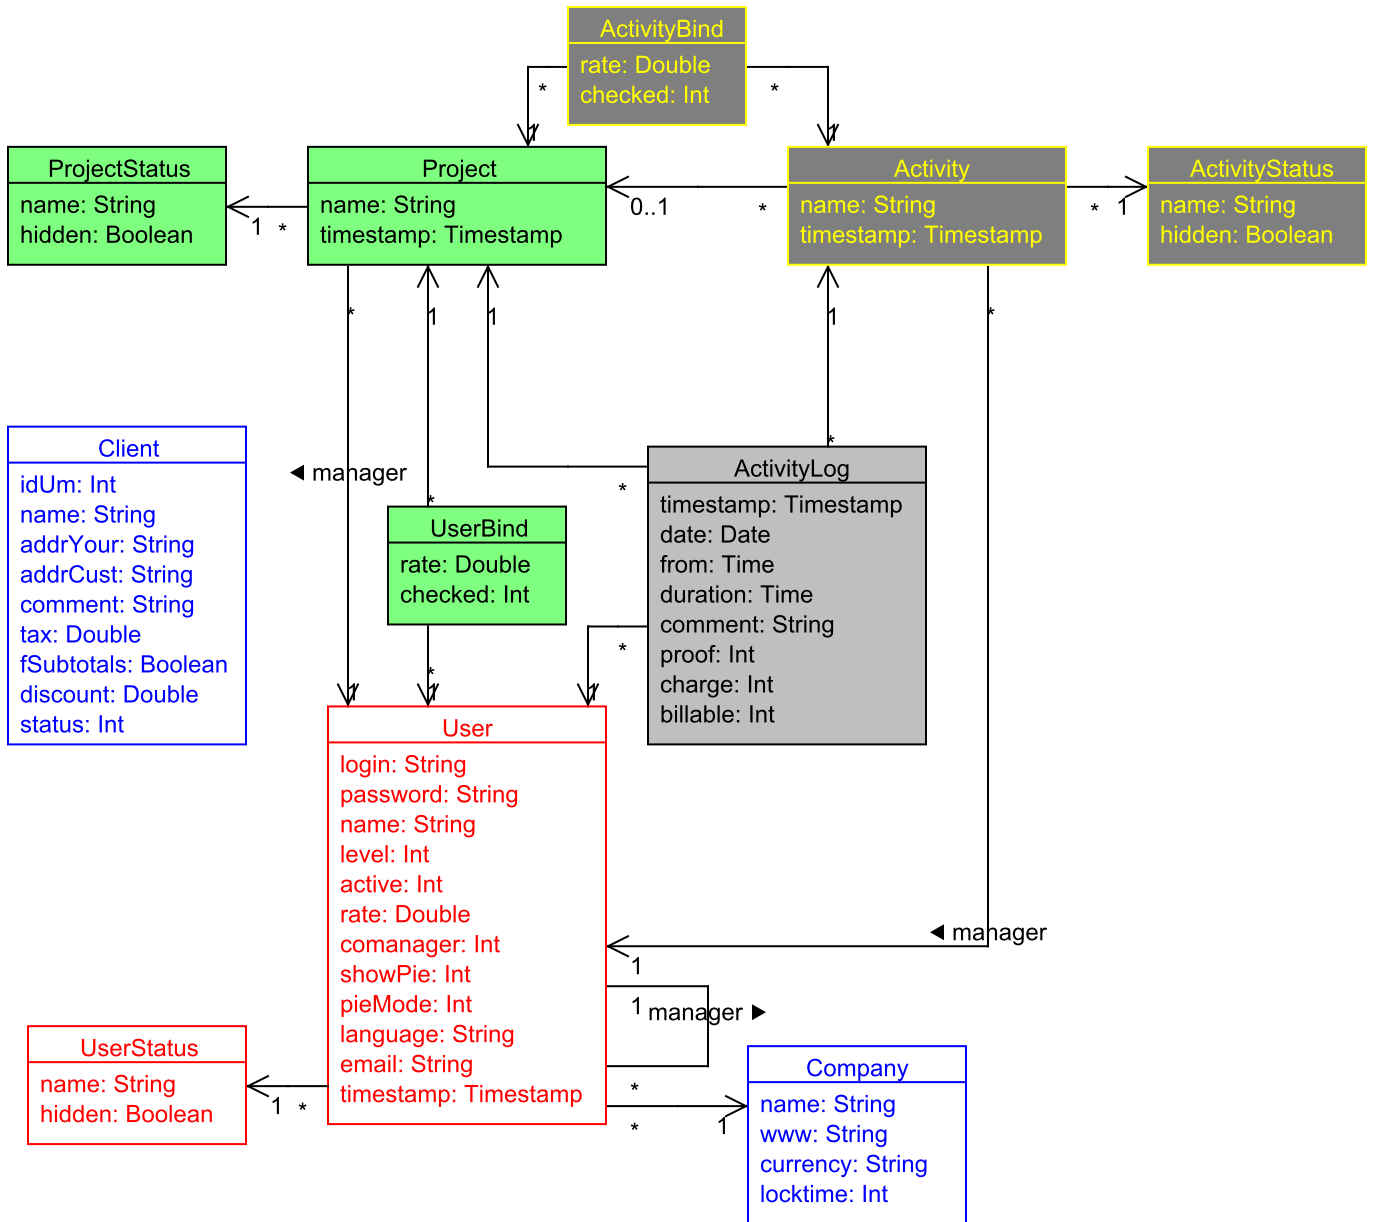 ActivityBind
rate: Double
checked: Int
*
*
1
1
ProjectStatus
name: String
hidden: Boolean
1
*
Project
name: String
timestamp: Timestamp
0..1
*
Activity
name: String
timestamp: Timestamp
*
1
ActivityStatus
name: String
hidden: Boolean
*
1
1
1
*
Client
idUm: Int
name: String
addrYour: String
addrCust: String
comment: String
tax: Double
fSubtotals: Boolean
discount: Double
status: Int
◀ manager
*
UserBind
rate: Double
checked: Int
*
1
1
*
*
ActivityLog
timestamp: Timestamp
date: Date
from: Time
duration: Time
comment: String
proof: Int
charge: Int
billable: Int
*
1
User
login: String
password: String
name: String
level: Int
active: Int
rate: Double
comanager: Int
showPie: Int
pieMode: Int
language: String
email: String
timestamp: Timestamp
◀ manager
1
1
manager ▶
*
*
1
UserStatus
name: String
hidden: Boolean
1
*
Company
name: String
www: String
currency: String
locktime: Int